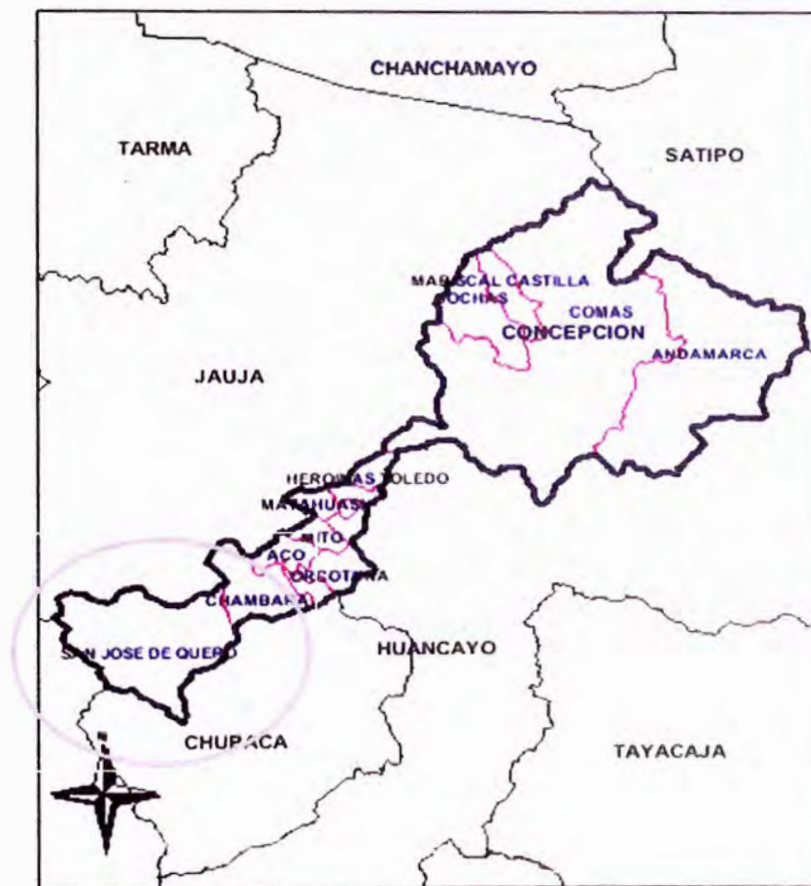 CHANCHAMAYO
TARMA
SATIPO
MARISCAL CASTILLA
COCHAS
COMAS
CONCEPCION
ANDAMARCA
JAUJA
HEROINAS TOLEDO
MATAHUASI
MITO
ACO
ORCOTUNA
CHAMBARA
SAN JOSE DE QUERO
HUANCAYO
CHUPACA
TAYACAJA
N